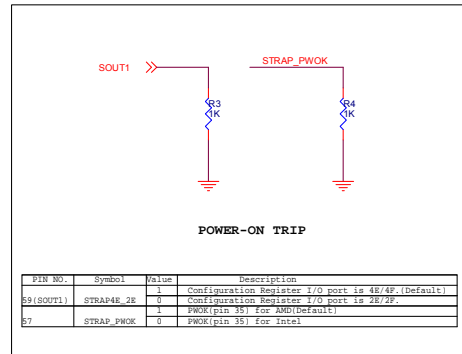 SOUT1
STRAP_PWOK
R3
1K
R4
1K
POWER-ON TRIP
PIN NO. Symbol Value Description
1 Configuration Register I/O port is 4E/4F.(Default)
59(SOUT1) STRAP4E_2E 0 Configuration Register I/O port is 2E/2F.
1 PWOK(pin 35) for AMD(Default)
57 STRAP_PWOK 0 PWOK(pin 35) for Intel